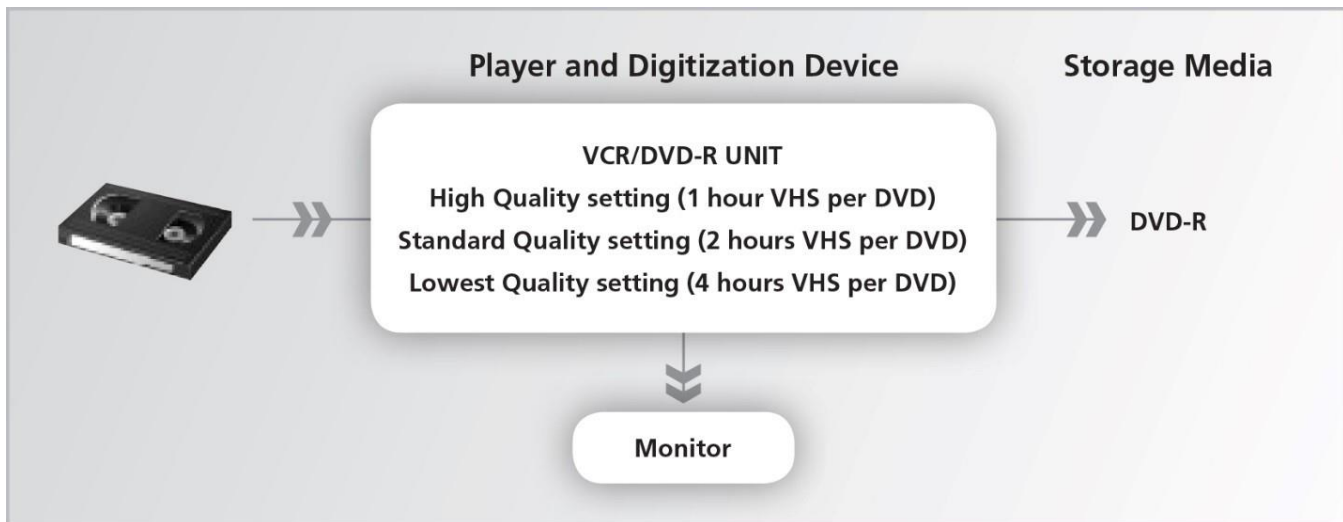 Player and Digitization Device
Storage Media
VCR/DVD-R UNIT
High Quality setting (1 hour VHS per DVD)
Standard Quality setting (2 hours VHS per DVD)
Lowest Quality setting (4 hours VHS per DVD)
DVD-R
Monitor